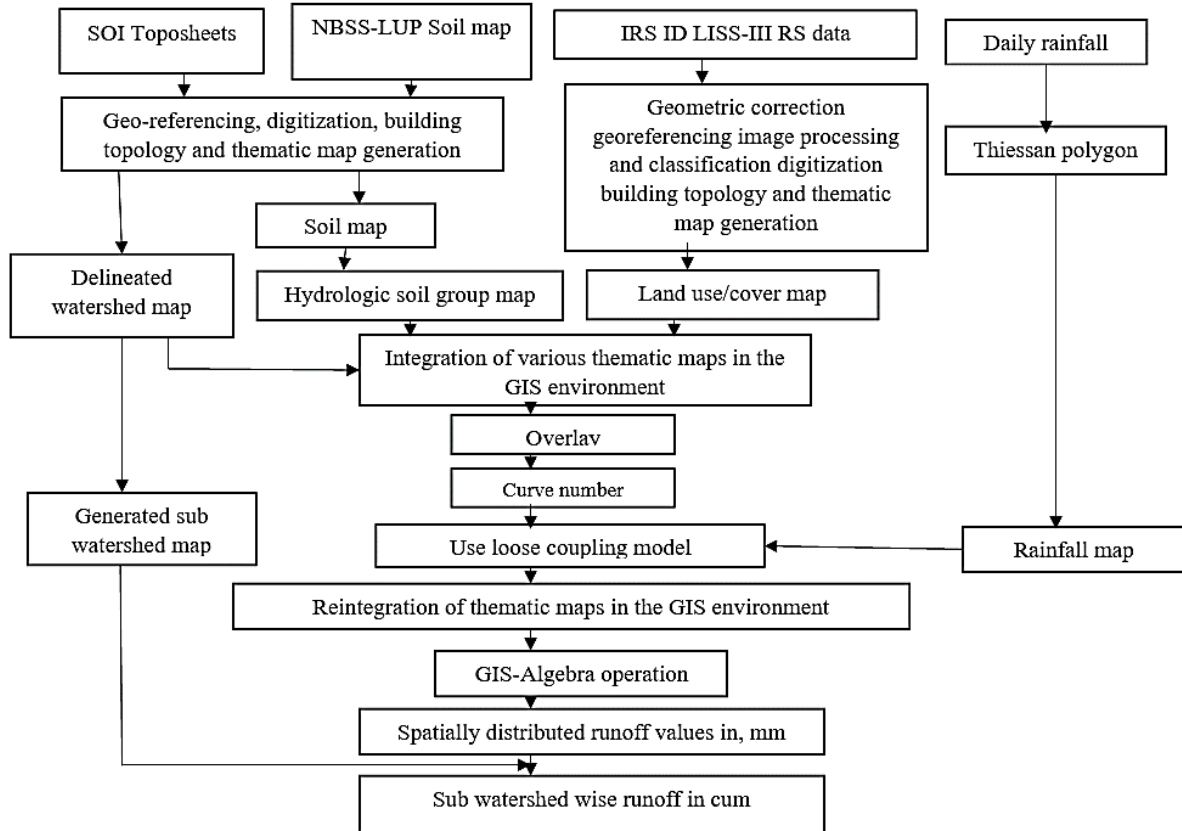 SOI Toposheets
NBSS-LUP Soil map
IRS ID LISS-III RS data
Daily rainfall
Geo-referencing, digitization, building
topology and thematic map generation
Geometric correction
georeferencing image processing
and classification digitization
building topology and thematic
map generation
Thiessan polygon
Soil map
Delineated
watershed map
Hydrologic soil group map
Land use/cover map
Integration of various thematic maps in the
GIS environment
Overlav
Curve number
Generated sub
watershed map
Use loose coupling model
Rainfall map
Reintegration of thematic maps in the GIS environment
GIS-Algebra operation
Spatially distributed runoff values in, mm
Sub watershed wise runoff in cum